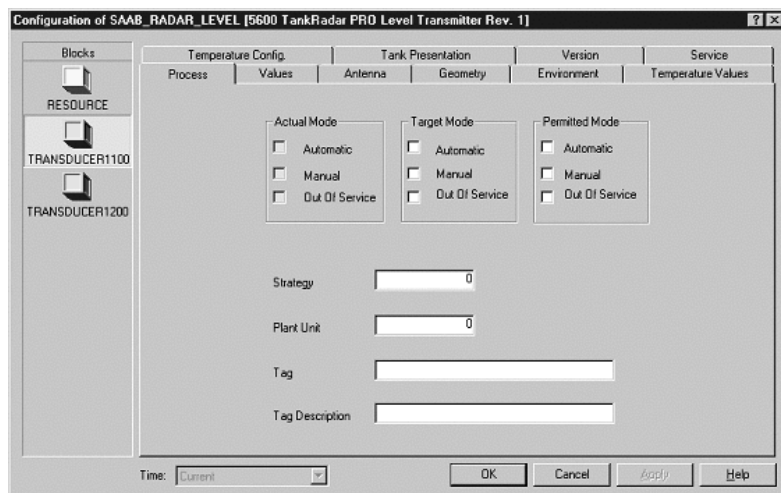 Configuration of SAAB_RADAR_LEVEL [5600 TankRadar PRO Level Transmitter Rev. 1]
Blocks
RESOURCE
TRANSDUCER1100
TRANSDUCER1200
Temperature Config. Tank Presentation Version Service
Process Values Antenna Geometry Environment Temperature Values
Actual Mode Target Mode Permitted Mode
Automatic Automatic Automatic
Manual Manual Manual
Out Of Service Out Of Service Out Of Service
Strategy 0
Plant Unit 0
Tag
Tag Description
Time: Current OK Cancel Apply Help